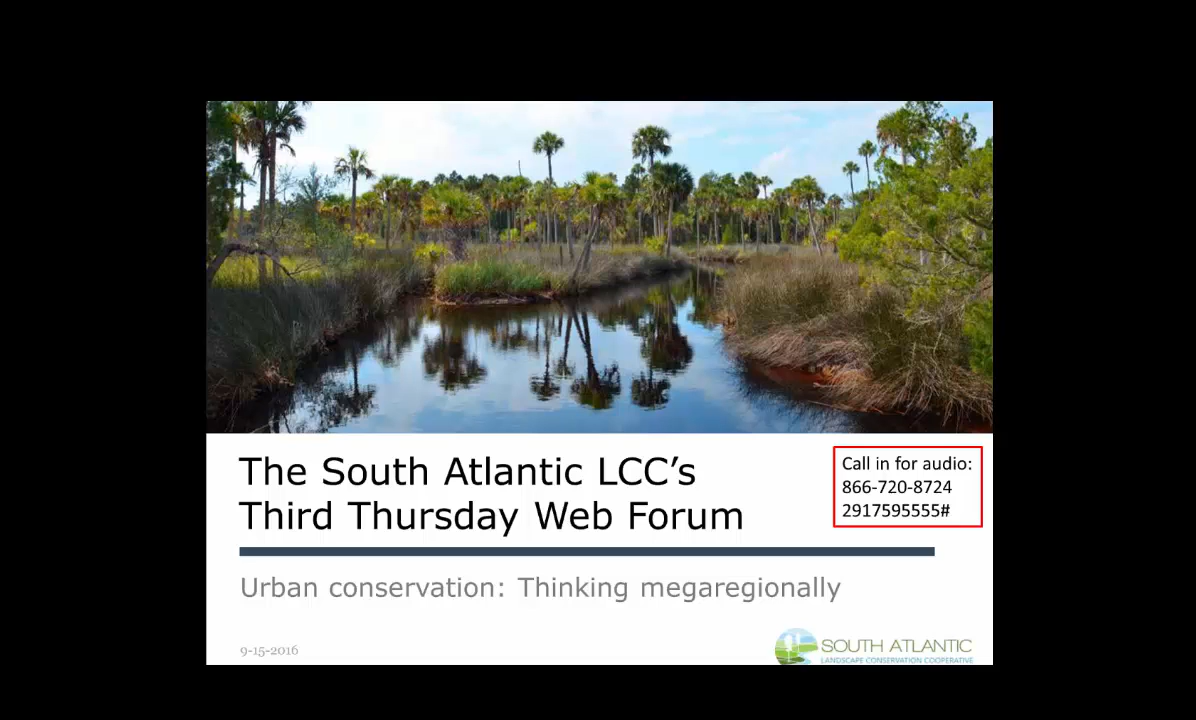 The South Atlantic LCC's
Third Thursday Web Forum
Call in for audio:
866-720-8724
2917595555#
Urban conservation: Thinking megaregionally
9-15-2016
SOUTH ATLANTIC
LANDSCAPE CONSERVATION COOPERATIVE